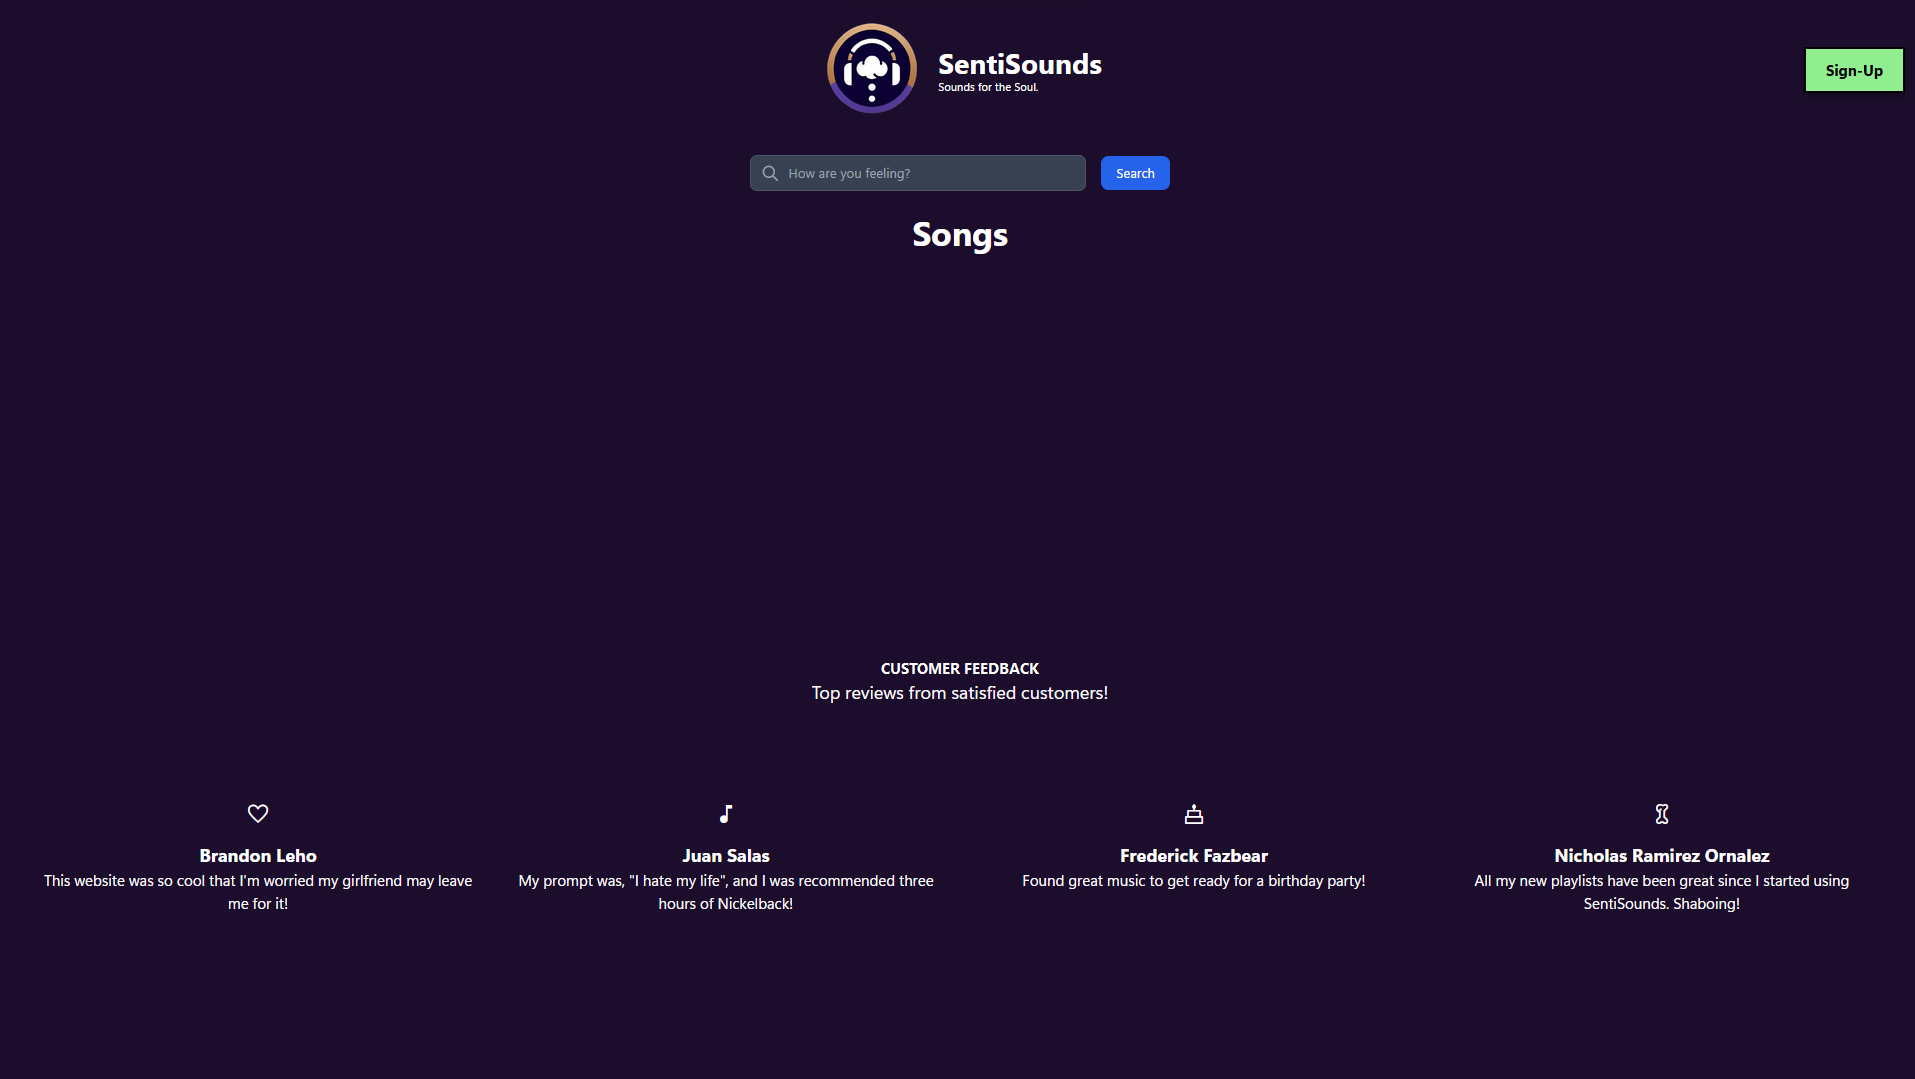 SentiSounds
Sounds for the Soul.
Sign-Up
How are you feeling?
Search
Songs
CUSTOMER FEEDBACK
Top reviews from satisfied customers!
Brandon Leho
This website was so cool that I'm worried my girlfriend may leave
me for it!
Juan Salas
My prompt was, "I hate my life", and I was recommended three
hours of Nickelback!
Frederick Fazbear
Found great music to get ready for a birthday party!
Nicholas Ramirez Ornalez
All my new playlists have been great since I started using
SentiSounds. Shaboing!